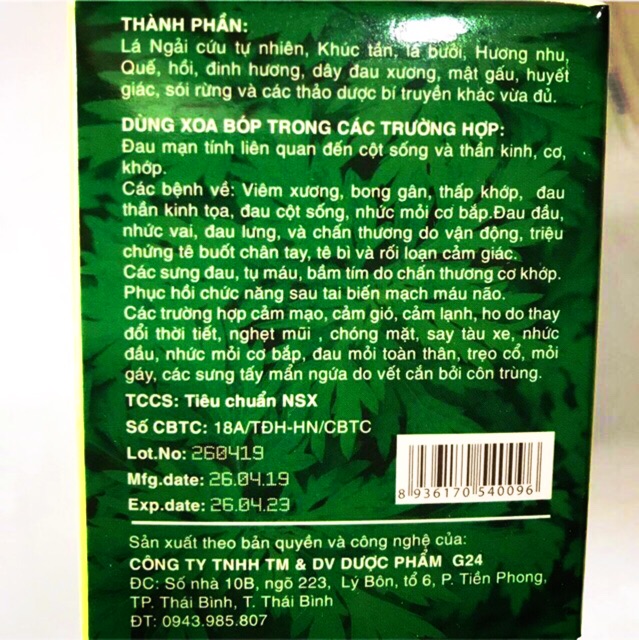 THÀNH PHẦN:
Lá Ngải cứu tự nhiên, Khúc tần, lá bưởi, Hương nhu,
Quế, hồi, đinh hương, dây đau xương, mật gấu, huyết
giác, sói rừng và các thảo dược bí truyền khác vừa đủ.
DÙNG XOA BÓP TRONG CÁC TRƯỜNG HỢP:
Đau mạn tính liên quan đến cột sống và thần kinh, cơ,
khớp.
Các bệnh về: Viêm xương, bong gân, thấp khớp, đau
thần kinh tọa, đau cột sống, nhức mỏi cơ bắp.Đau đầu,
nhức vai, đau lưng, và chấn thương do vận động, triệu
chứng tê buốt chân tay, tê bì và rối loạn cảm giác.
Các sưng đau, tụ máu, bầm tím do chấn thương cơ khớp.
Phục hồi chức năng sau tai biến mạch máu não.
Các trường hợp cảm mạo, cảm gió, cảm lạnh, ho do thay
đổi thời tiết, nghẹt mũi , chóng mặt, say tàu xe, nhức
đầu, nhức mỏi cơ bắp, đau mỏi toàn thân, trẹo cổ, mỏi
gáy, các sưng tấy mẩn ngứa do vết cắn bởi côn trùng.
TCCS: Tiêu chuẩn NSX
Số CBTC: 18A/TĐH-HN/CBTC
Lot.No: 260419
Mfg.date: 26.04.19
Exp.date: 26.04.23
8 936170 540096
Sản xuất theo bản quyền và công nghệ của:
CÔNG TY TNHH TM & DV DƯỢC PHẨM G24
ĐC: Số nhà 10B, ngõ 223, Lý Bôn, tổ 6, P. Tiền Phong,
TP. Thái Bình, T. Thái Bình
ĐT: 0943.985.807